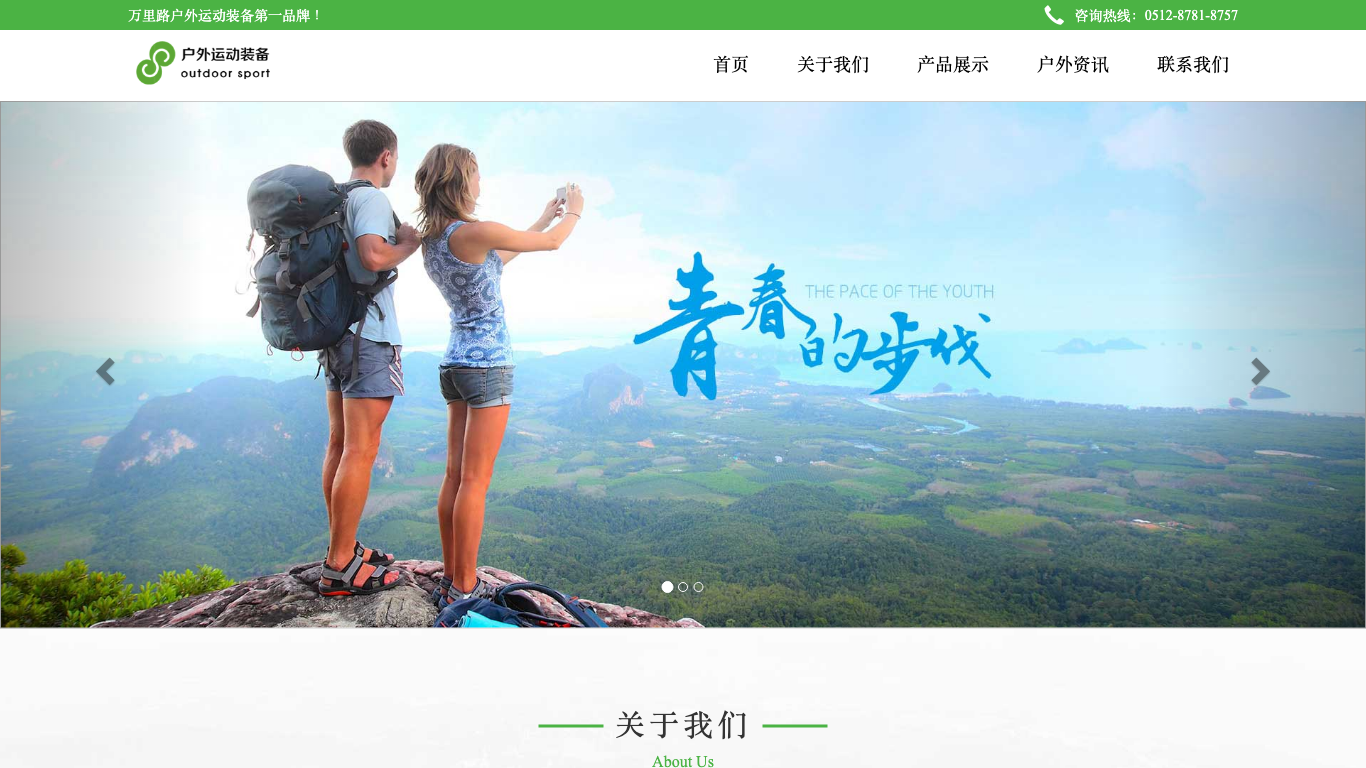 万里路户外运动装备第一品牌！
咨询热线：0512-8781-8757
户外运动装备
outdoor sport
首页 关于我们 产品展示 户外资讯 联系我们
青春的步伐
THE PACE OF THE YOUTH
关于我们
About Us